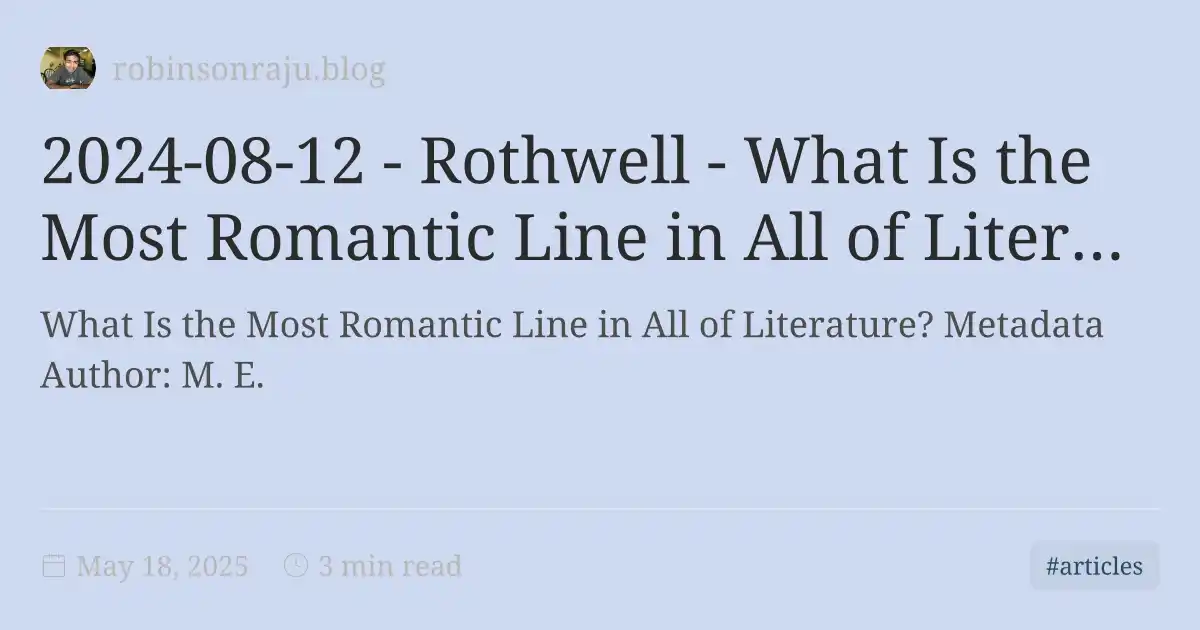 robinsonraju.blog
2024-08-12 - Rothwell - What Is the
Most Romantic Line in All of Liter...
What Is the Most Romantic Line in All of Literature? Metadata
Author: M. E.
May 18, 2025
3 min read
#articles